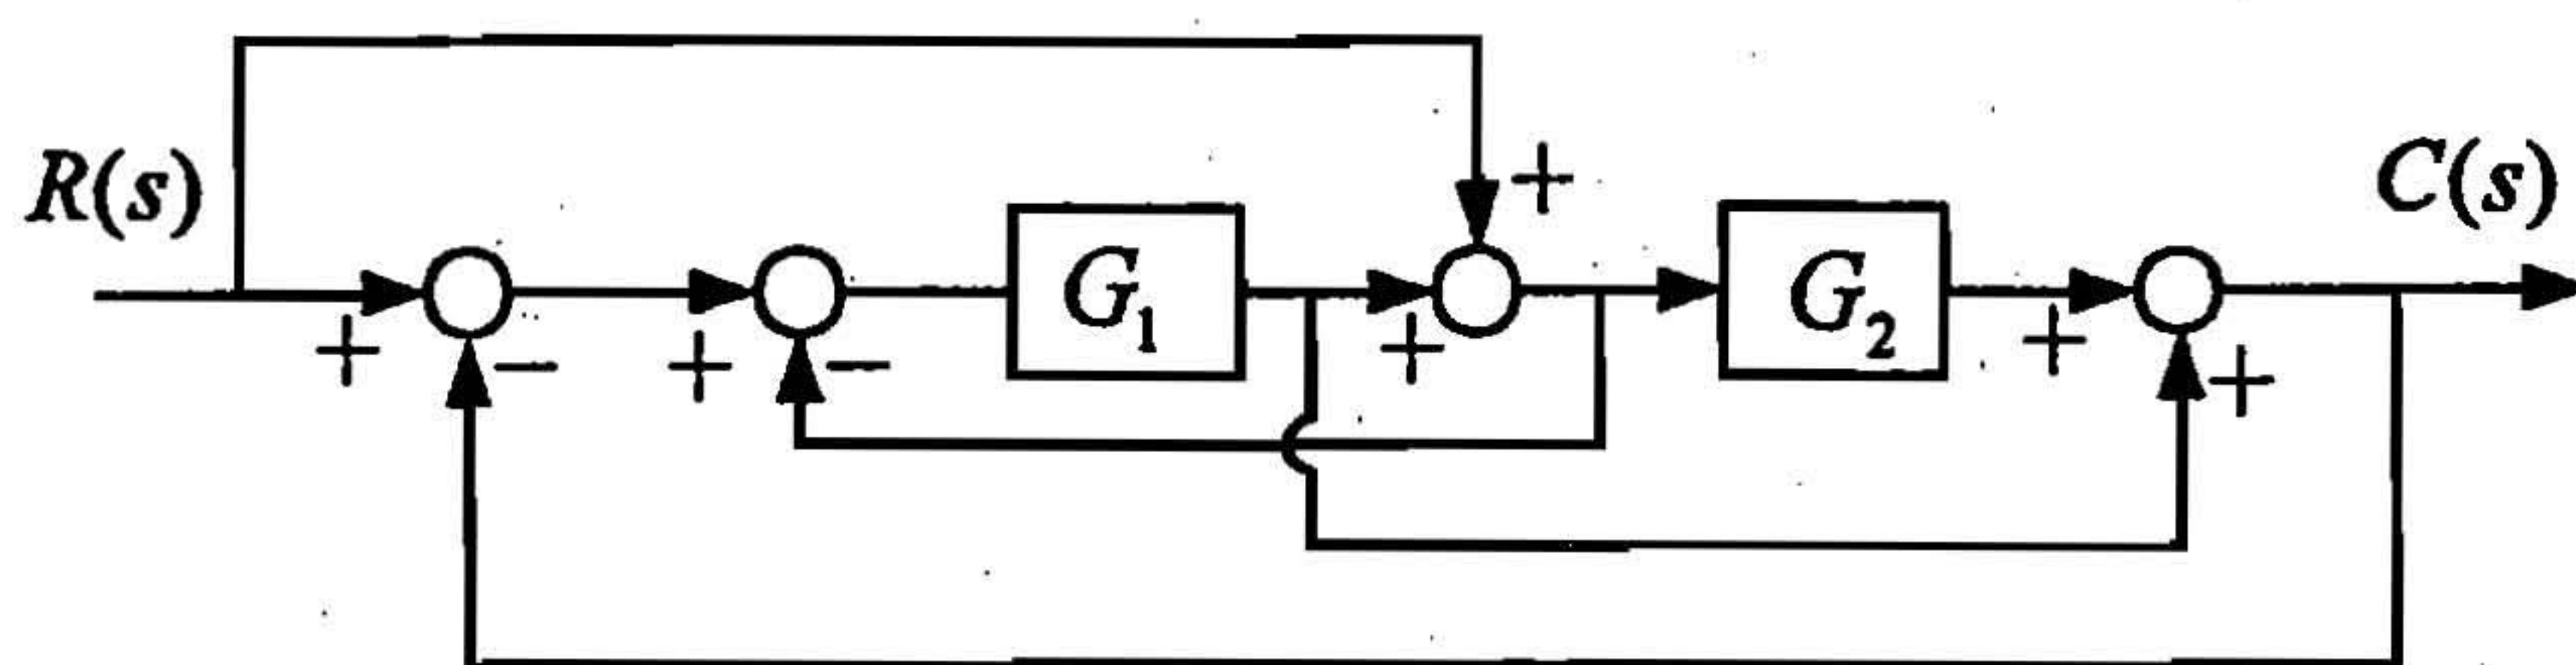 R(s)
C(s)
+
G₁
G₂
+
−
+
−
+
+
+